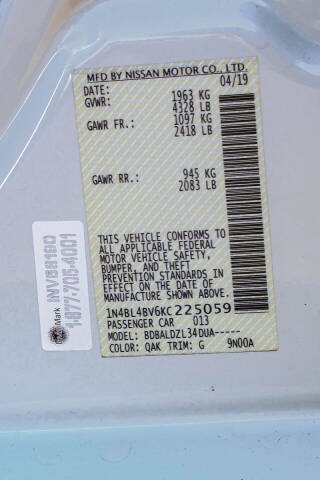 MFD BY NISSAN MOTOR CO., LTD.
DATE: 04/19
GVWR: 1963 KG
4328 LB
GAWR FR.: 1097 KG
2418 LB
GAWR RR.: 945 KG
2083 LB
THIS VEHICLE CONFORMS TO
ALL APPLICABLE FEDERAL
MOTOR VEHICLE SAFETY,
BUMPER, AND THEFT
PREVENTION STANDARDS IN
EFFECT ON THE DATE OF
MANUFACTURE SHOWN ABOVE.
1N4BL4BV6KC225059
PASSENGER CAR 013
MODEL: BDBALDZL34DUA-----
COLOR: QAK TRIM: G 9N00A
Mark